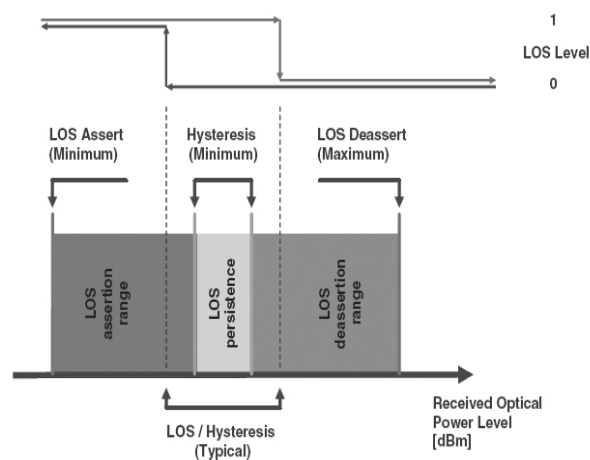 1
LOS Level
0
LOS Assert
(Minimum)
Hysteresis
(Minimum)
LOS Deassert
(Maximum)
LOS
assertion
range
LOS
persistence
LOS
deassertion
range
Received Optical
Power Level
[dBm]
LOS / Hysteresis
(Typical)